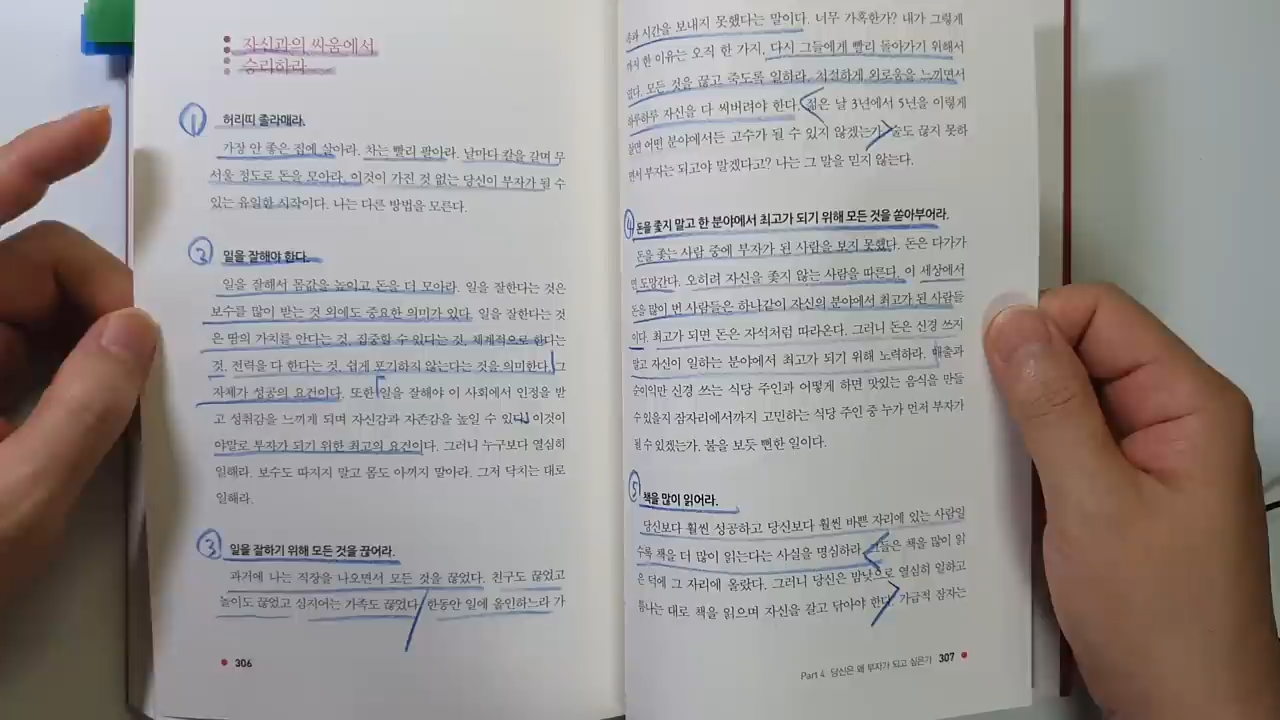 자신과의 싸움에서
승리하라
1
허리띠 졸라매라.
가장 안 좋은 집에 살아라. 차는 빨리 팔아라. 날마다 칼을 갈며 무
서울 정도로 돈을 모아라. 이것이 가진 것 없는 당신이 부자가 될 수
있는 유일한 시작이다. 나는 다른 방법을 모른다.
2
일을 잘해야 한다.
일을 잘해서 몸값을 높이고 돈을 더 모아라. 일을 잘한다는 것은
보수를 많이 받는 것 외에도 중요한 의미가 있다. 일을 잘한다는 것
은 땀의 가치를 안다는 것, 집중할 수 있다는 것, 체계적으로 한다는
것, 전력을 다 한다는 것, 쉽게 포기하지 않는다는 것을 의미한다. 그
자체가 성공의 요건이다. 또한 일을 잘해야 이 사회에서 인정을 받
고 성취감을 느끼게 되며 자신감과 자존감을 높일 수 있다. 이것이
야말로 부자가 되기 위한 최고의 요건이다. 그러니 누구보다 열심히
일해라. 보수도 따지지 말고 몸도 아끼지 말아라. 그저 닥치는 대로
일해라.
3
일을 잘하기 위해 모든 것을 끊어라.
과거에 나는 직장을 나오면서 모든 것을 끊었다. 친구도 끊었고
놀이도 끊었고 심지어는 가족도 끊었다. 한동안 일에 올인하느라 가
306
족과 시간을 보내지 못했다는 말이다. 너무 가혹한가? 내가 그렇게
까지 한 이유는 오직 한 가지, 다시 그들에게 빨리 돌아가기 위해서
였다. 모든 것을 끊고 죽도록 일하라. 처절하게 외로움을 느끼면서
하루하루 자신을 다 써버려야 한다. 젊은 날 3년에서 5년을 이렇게
살면 어떤 분야에서든 고수가 될 수 있지 않겠는가. 술도 끊지 못하
면서 부자는 되고야 말겠다고? 나는 그 말을 믿지 않는다.
4
돈을 좇지 말고 한 분야에서 최고가 되기 위해 모든 것을 쏟아부어라.
돈을 좇는 사람 중에 부자가 된 사람을 보지 못했다. 돈은 다가가
면 도망간다. 오히려 자신을 좇지 않는 사람을 따른다. 이 세상에서
돈을 많이 번 사람들은 하나같이 자신의 분야에서 최고가 된 사람들
이다. 최고가 되면 돈은 자식처럼 따라온다. 그러니 돈은 신경 쓰지
말고 자신이 일하는 분야에서 최고가 되기 위해 노력하라. 매출과
순이익만 신경 쓰는 식당 주인과 어떻게 하면 맛있는 음식을 만들
수 있을지 잠자리에서까지 고민하는 식당 주인 중 누가 먼저 부자가
될 수 있겠는가. 불을 보듯 뻔한 일이다.
5
책을 많이 읽어라.
당신보다 훨씬 성공하고 당신보다 훨씬 바쁜 자리에 있는 사람일
수록 책을 더 많이 읽는다는 사실을 명심하라. 그들은 책을 많이 읽
은 덕에 그 자리에 올랐다. 그러니 당신은 밤낮으로 열심히 일하고
틈나는 대로 책을 읽으며 자신을 갈고 닦아야 한다. 가급적 잠자는
Part 4. 당신은 왜 부자가 되고 싶은가 307